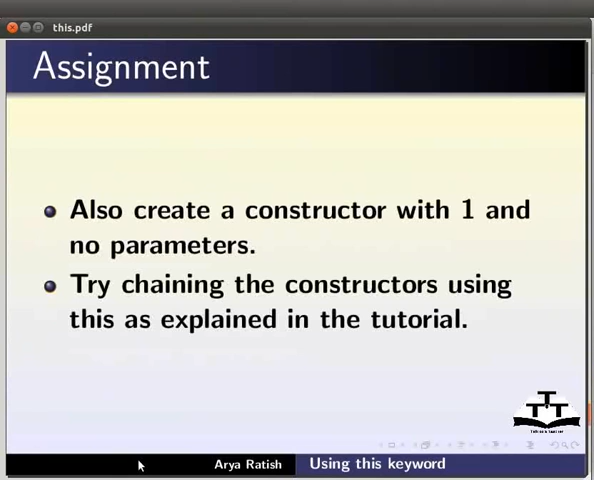 this.pdf
Assignment
Also create a constructor with 1 and
no parameters.
Try chaining the constructors using
this as explained in the tutorial.
Arya Ratish
Using this keyword